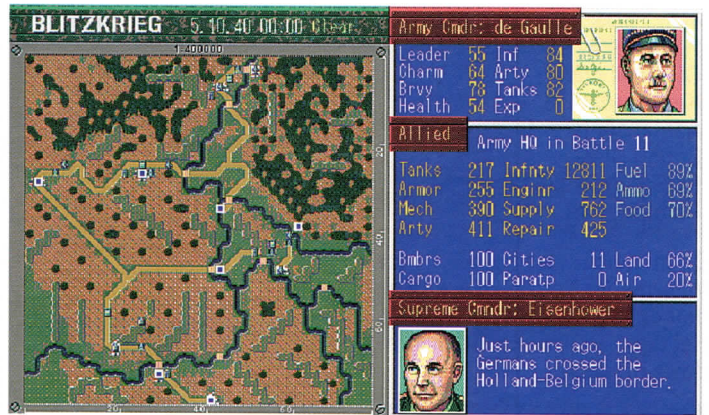 BLITZKRIEG 5.10.40 00:00 Clear
1:400000
20
40
60
20 40 60
Army Cmdr: de Gaulle
Leader 55 Inf 84
Charm 64 Arty 80
Brvy 78 Tanks 82
Health 54 Exp 0
Allied
Army HQ in Battle 11
Tanks 217 Infnty 12811 Fuel 89%
Armor 255 Enginr 212 Ammo 69%
Mech 390 Supply 762 Food 70%
Arty 411 Repair 425
Bmbrs 100 Cities 11 Land 66%
Cargo 100 Paratp 0 Air 20%
Supreme Cmndr: Eisenhower
Just hours ago, the
Germans crossed the
Holland-Belgium border.